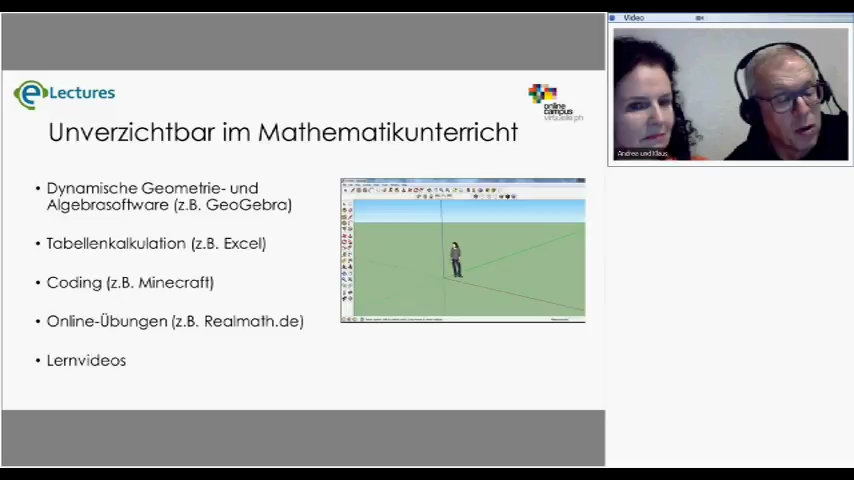 Video
eLectures
online
campus
virtuelle ph
Unverzichtbar im Mathematikunterricht
• Dynamische Geometrie- und
Algebrasoftware (z.B. GeoGebra)
• Tabellenkalkulation (z.B. Excel)
• Coding (z.B. Minecraft)
• Online-Übungen (z.B. Realmath.de)
• Lernvideos
Andrea und Klaus